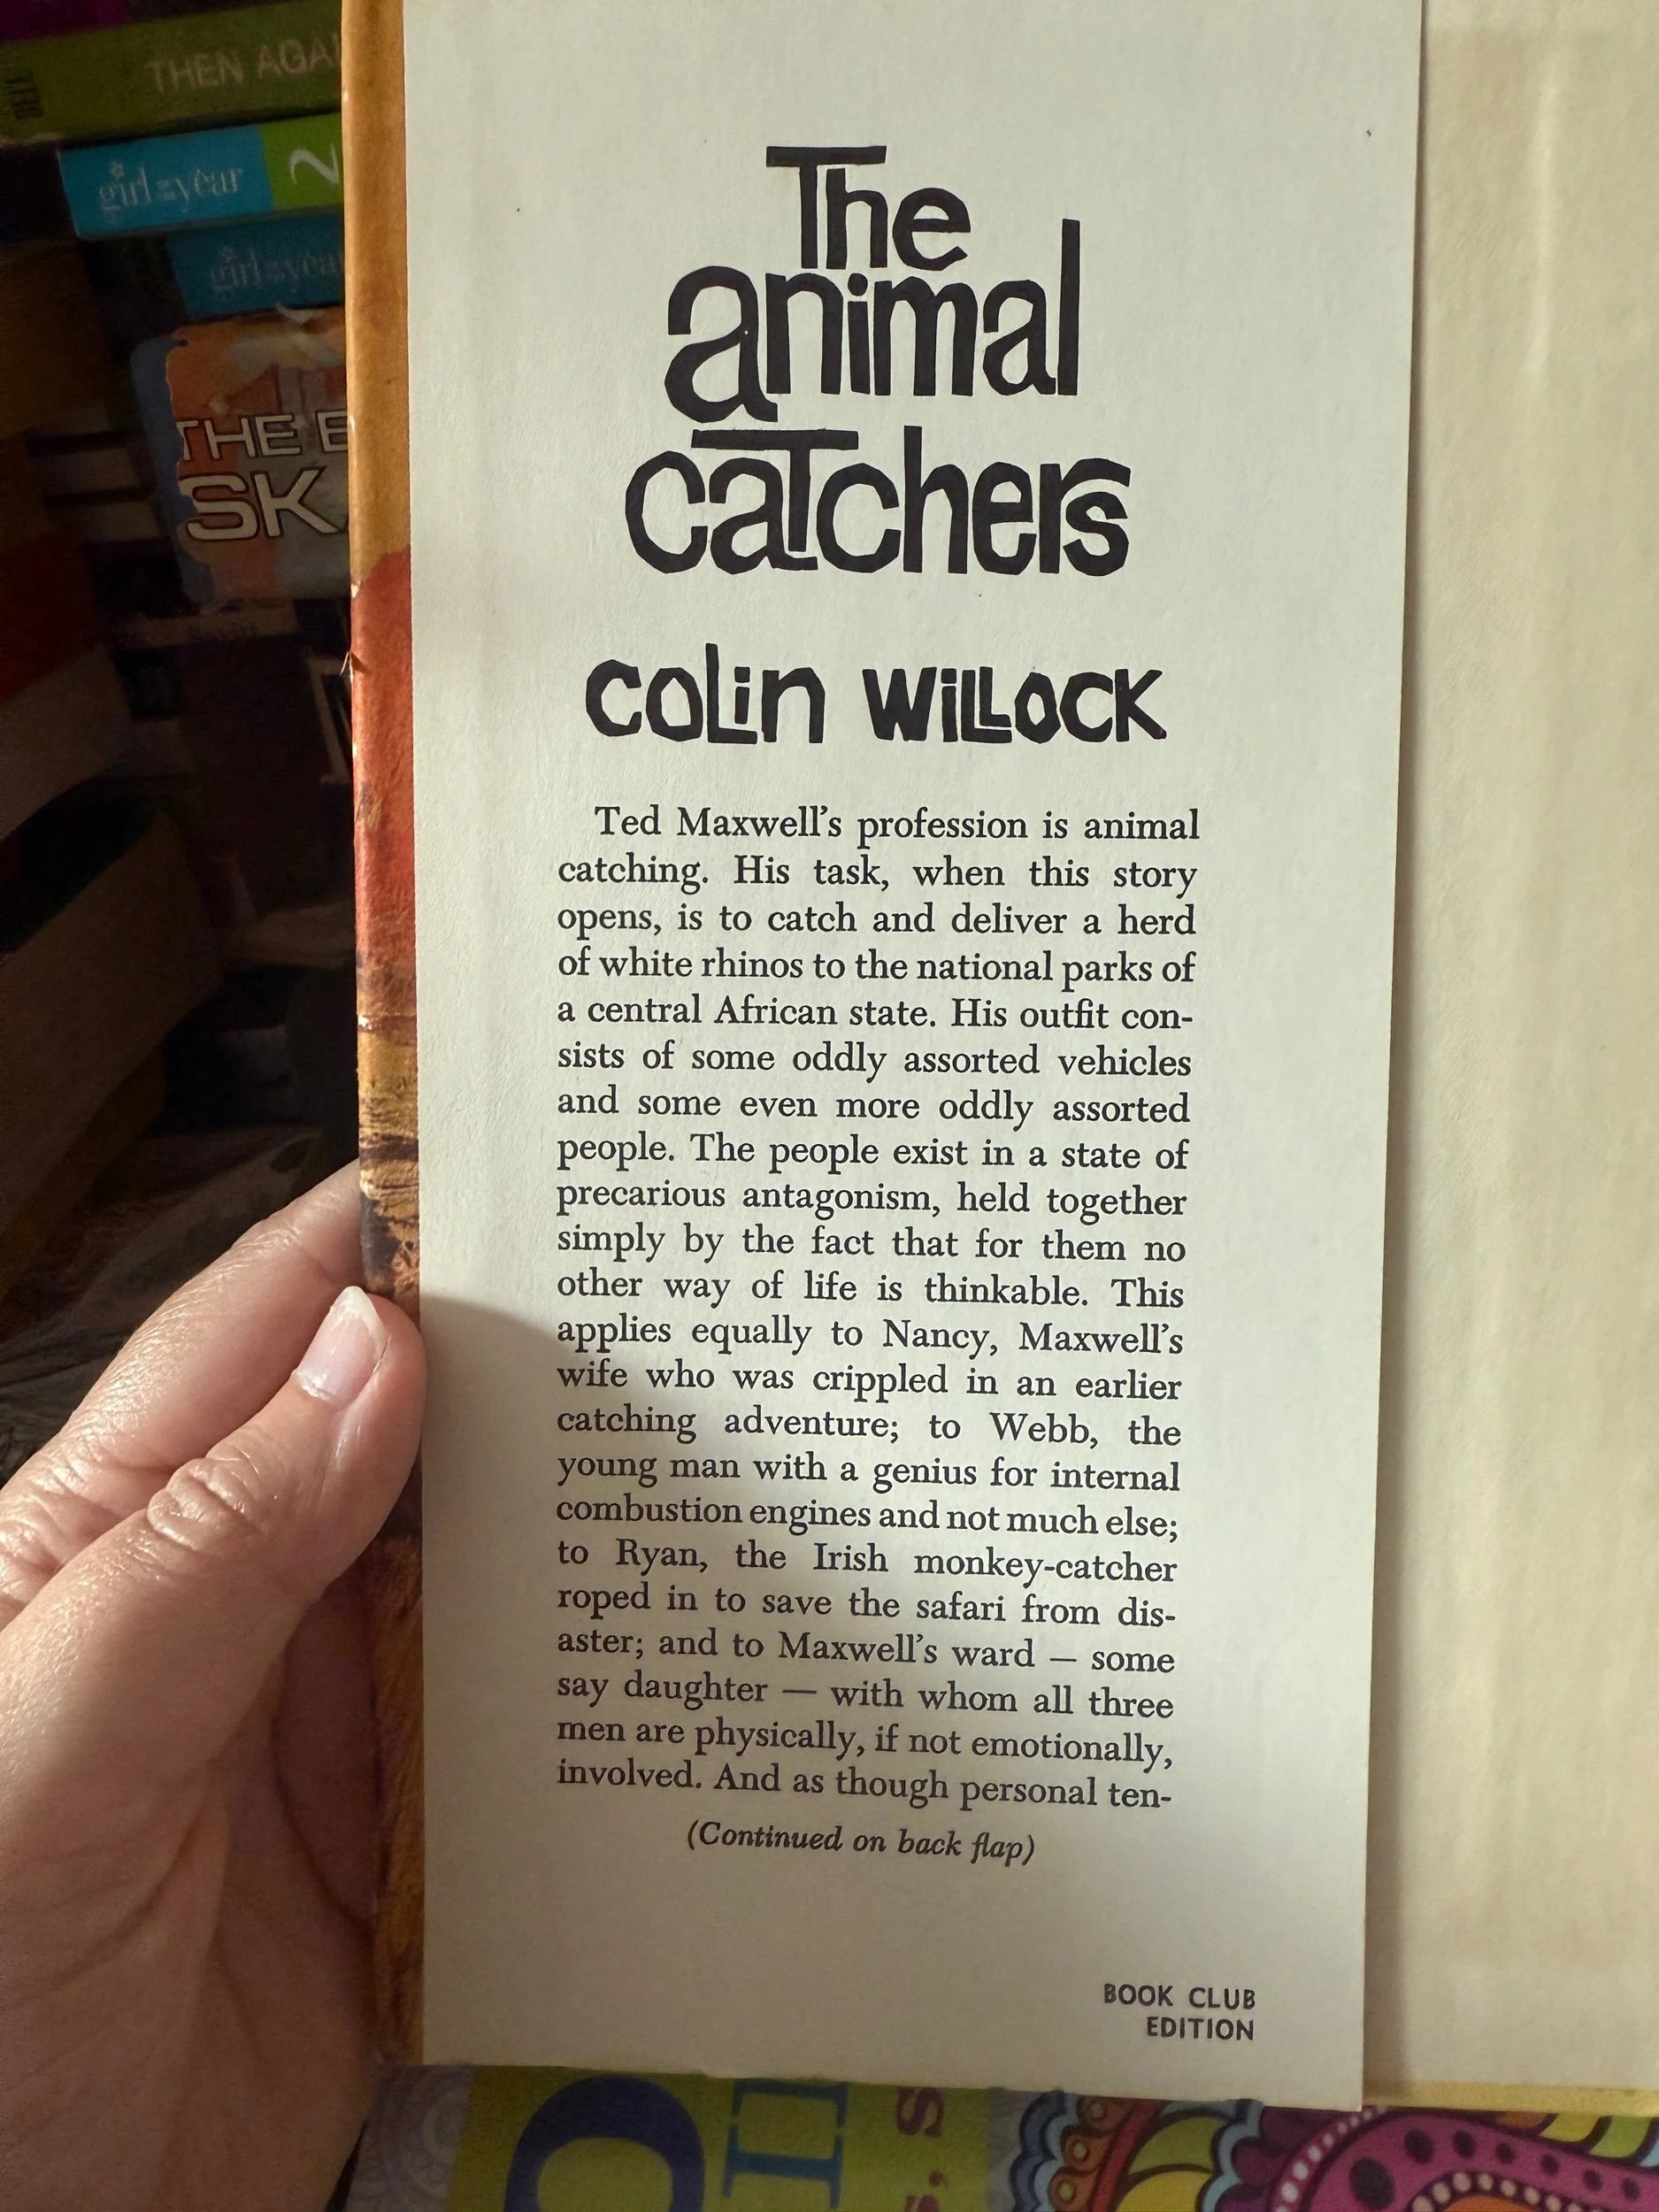 THEN AGAI
girl of the year
2
girl of the year
THE E
SK
The
animal
catchers
COLIN WILLOCK
Ted Maxwell's profession is animal
catching. His task, when this story
opens, is to catch and deliver a herd
of white rhinos to the national parks of
a central African state. His outfit con-
sists of some oddly assorted vehicles
and some even more oddly assorted
people. The people exist in a state of
precarious antagonism, held together
simply by the fact that for them no
other way of life is thinkable. This
applies equally to Nancy, Maxwell's
wife who was crippled in an earlier
catching adventure; to Webb, the
young man with a genius for internal
combustion engines and not much else;
to Ryan, the Irish monkey-catcher
roped in to save the safari from dis-
aster; and to Maxwell's ward — some
say daughter — with whom all three
men are physically, if not emotionally,
involved. And as though personal ten-
(Continued on back flap)
BOOK CLUB
EDITION